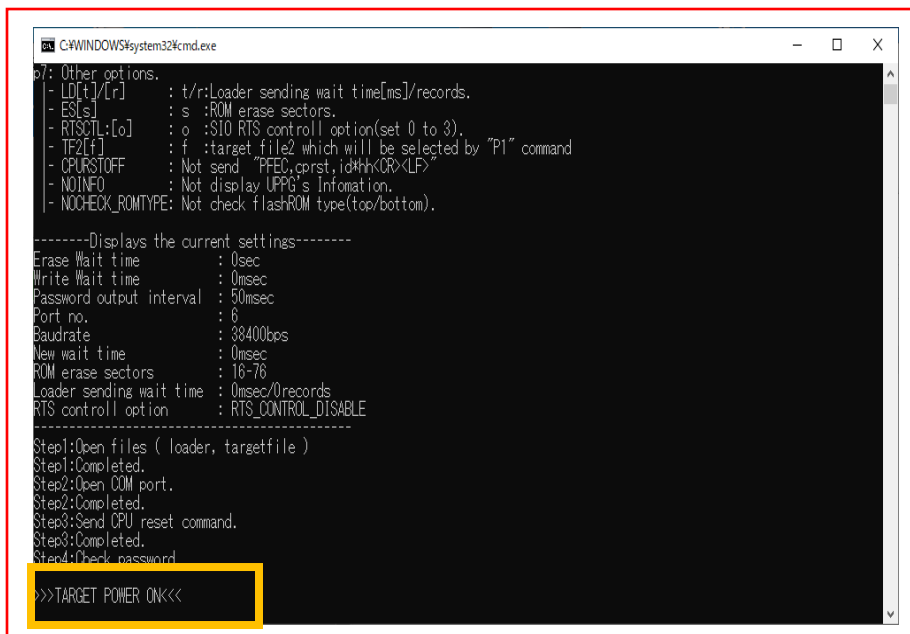 C:¥WINDOWS¥system32¥cmd.exe
p7: Other options.
|- LD[t]/[r] : t/r:Loader sending wait time[ms]/records.
|- ES[s] : s :ROM erase sectors.
|- RTSCTL:[o] : o :SIO RTS controll option(set 0 to 3).
|- TF2[f] : f :target file2 which will be selected by "P1" command
|- CPURSTOFF : Not send "PFEC,cprst,id*hh<CR><LF>"
|- NOINFO : Not display UPPG's Infomation.
|- NOCHECK_ROMTYPE: Not check flashROM type(top/bottom).
--------Displays the current settings--------
Erase Wait time : 0sec
Write Wait time : 0msec
Password output interval : 50msec
Port no. : 6
Baudrate : 38400bps
New wait time : 0msec
ROM erase sectors : 16-76
Loader sending wait time : 0msec/0records
RTS controll option : RTS_CONTROL_DISABLE
---------------------------------------------
Step1:Open files ( loader, targetfile )
Step1:Completed.
Step2:Open COM port.
Step2:Completed.
Step3:Send CPU reset command.
Step3:Completed.
Step4:Check password
>>>TARGET POWER ON<<<